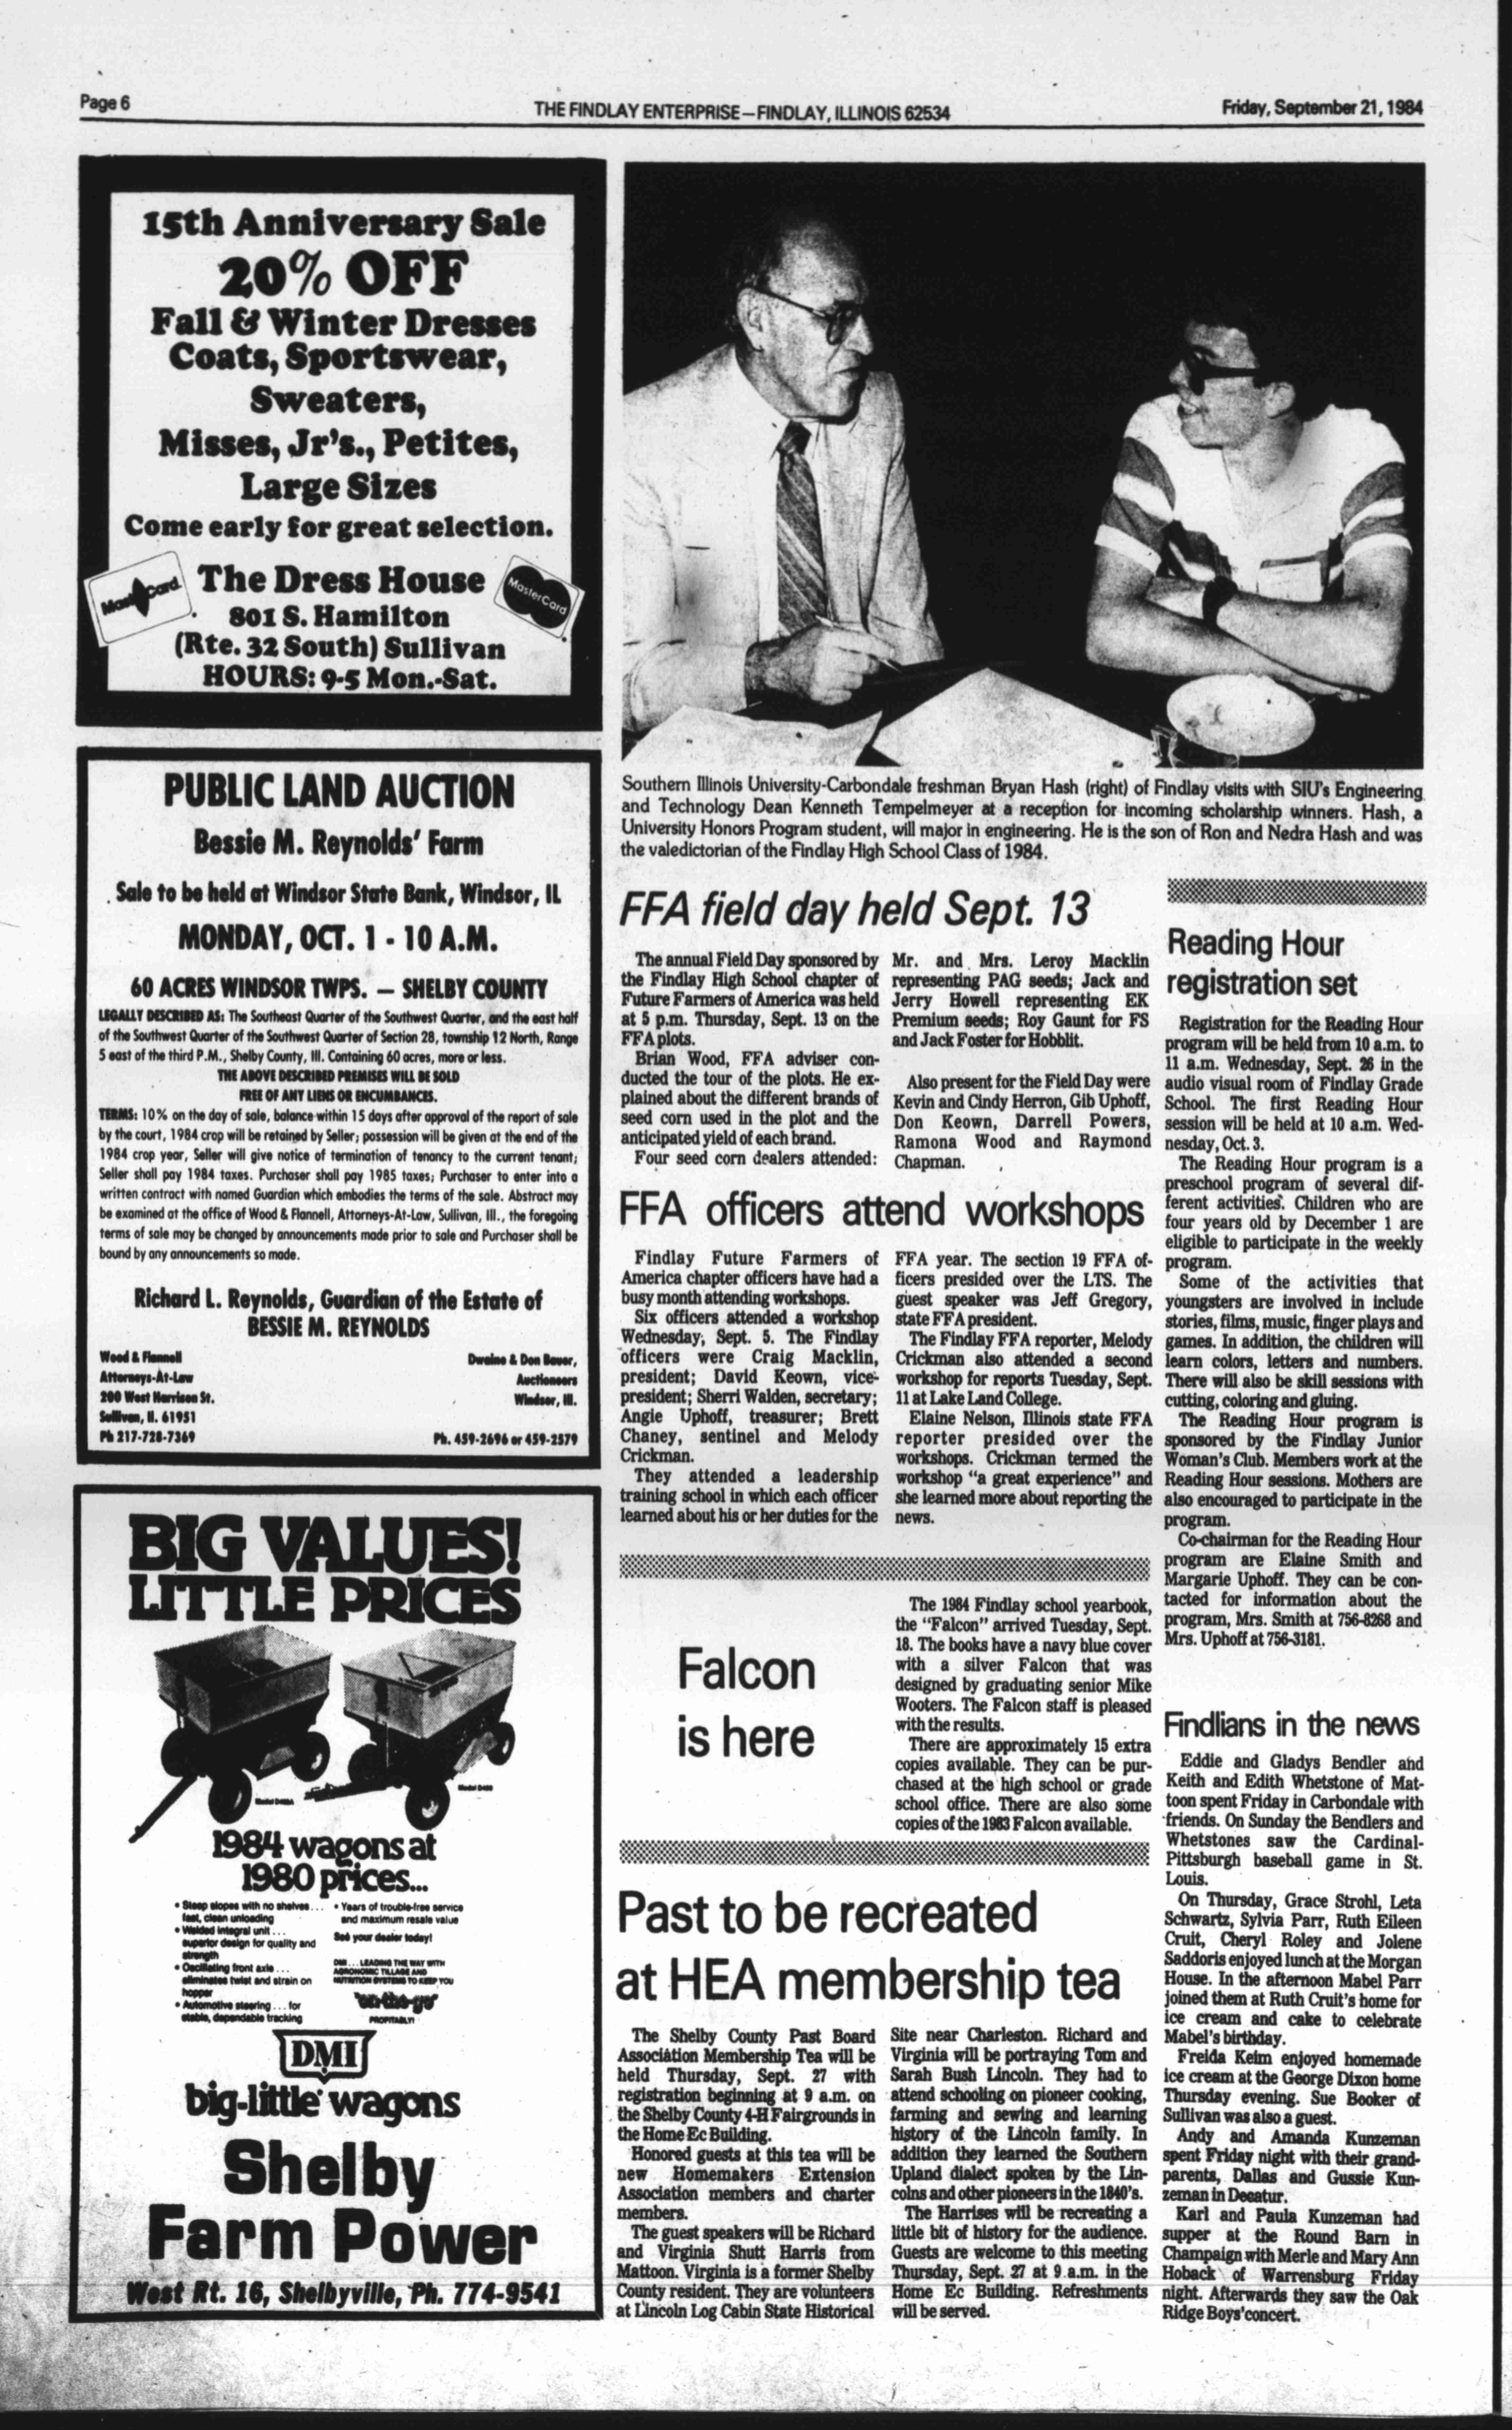 Page 6
THE FINDLAY ENTERPRISE—FINDLAY, ILLINOIS 62534
Friday, September 21, 1984
15th Anniversary Sale
20% OFF
Fall & Winter Dresses
Coats, Sportswear,
Sweaters,
Misses, Jr's., Petites,
Large Sizes
Come early for great selection.
MasterCard
The Dress House
MasterCard
801 S. Hamilton
(Rte. 32 South) Sullivan
HOURS: 9-5 Mon.-Sat.
PUBLIC LAND AUCTION
Bessie M. Reynolds' Farm
Sale to be held at Windsor State Bank, Windsor, IL
MONDAY, OCT. 1 - 10 A.M.
60 ACRES WINDSOR TWPS. — SHELBY COUNTY
LEGALLY DESCRIBED AS: The Southeast Quarter of the Southwest Quarter, and the east half
of the Southwest Quarter of the Southwest Quarter of Section 28, township 12 North, Range
5 east of the third P.M., Shelby County, Ill. Containing 60 acres, more or less.
THE ABOVE DESCRIBED PREMISES WILL BE SOLD
FREE OF ANY LIENS OR ENCUMBANCES.
TERMS: 10% on the day of sale, balance within 15 days after approval of the report of sale
by the court, 1984 crop will be retained by Seller; possession will be given at the end of the
1984 crop year, Seller will give notice of termination of tenancy to the current tenant;
Seller shall pay 1984 taxes. Purchaser shall pay 1985 taxes; Purchaser to enter into a
written contract with named Guardian which embodies the terms of the sale. Abstract may
be examined at the office of Wood & Flannell, Attorneys-At-Law, Sullivan, Ill., the foregoing
terms of sale may be changed by announcements made prior to sale and Purchaser shall be
bound by any announcements so made.
Richard L. Reynolds, Guardian of the Estate of
BESSIE M. REYNOLDS
Wood & Flannell
Attorneys-At-Law
200 West Harrison St.
Sullivan, Il. 61951
Ph 217-728-7369
Dwaine & Don Bauer,
Auctioneers
Windsor, Ill.
Ph. 459-2696 or 459-2579
BIG VALUES!
LITTLE PRICES
Model D400
1984 wagons at
1980 prices...
• Steep slopes with no shelves...
fast, clean unloading
• Welded integral unit...
superior design for quality and
strength
• Oscillating front axle...
eliminates twist and strain on
hopper
• Automotive steering... for
stable, dependable tracking
• Years of trouble-free service
and maximum resale value
See your dealer today!
DMI...LEADING THE WAY WITH
AGRONOMIC TILLAGE AND
NUTRITION SYSTEMS TO KEEP YOU
"on-the-go"
PROFITABLY!
DMI
big-little wagons
Shelby
Farm Power
West Rt. 16, Shelbyville, Ph. 774-9541
Southern Illinois University-Carbondale freshman Bryan Hash (right) of Findlay visits with SIU's Engineering
and Technology Dean Kenneth Tempelmeyer at a reception for incoming scholarship winners. Hash, a
University Honors Program student, will major in engineering. He is the son of Ron and Nedra Hash and was
the valedictorian of the Findlay High School Class of 1984.
FFA field day held Sept. 13
The annual Field Day sponsored by
the Findlay High School chapter of
Future Farmers of America was held
at 5 p.m. Thursday, Sept. 13 on the
FFA plots.
Brian Wood, FFA adviser con-
ducted the tour of the plots. He ex-
plained about the different brands of
seed corn used in the plot and the
anticipated yield of each brand.
Four seed corn dealers attended:
Mr. and Mrs. Leroy Macklin
representing PAG seeds; Jack and
Jerry Howell representing EK
Premium seeds; Roy Gaunt for FS
and Jack Foster for Hobblit.
Also present for the Field Day were
Kevin and Cindy Herron, Gib Uphoff,
Don Keown, Darrell Powers,
Ramona Wood and Raymond
Chapman.
FFA officers attend workshops
Findlay Future Farmers of
America chapter officers have had a
busy month attending workshops.
Six officers attended a workshop
Wednesday, Sept. 5. The Findlay
officers were Craig Macklin,
president; David Keown, vice-
president; Sherri Walden, secretary;
Angie Uphoff, treasurer; Brett
Chaney, sentinel and Melody
Crickman.
They attended a leadership
training school in which each officer
learned about his or her duties for the
FFA year. The section 19 FFA of-
ficers presided over the LTS. The
guest speaker was Jeff Gregory,
state FFA president.
The Findlay FFA reporter, Melody
Crickman also attended a second
workshop for reports Tuesday, Sept.
11 at Lake Land College.
Elaine Nelson, Illinois state FFA
reporter presided over the
workshops. Crickman termed the
workshop "a great experience" and
she learned more about reporting the
news.
Falcon
is here
The 1984 Findlay school yearbook,
the "Falcon" arrived Tuesday, Sept.
18. The books have a navy blue cover
with a silver Falcon that was
designed by graduating senior Mike
Wooters. The Falcon staff is pleased
with the results.
There are approximately 15 extra
copies available. They can be pur-
chased at the high school or grade
school office. There are also some
copies of the 1983 Falcon available.
Past to be recreated
at HEA membership tea
The Shelby County Past Board
Association Membership Tea will be
held Thursday, Sept. 27 with
registration beginning at 9 a.m. on
the Shelby County 4-H Fairgrounds in
the Home Ec Building.
Honored guests at this tea will be
new Homemakers Extension
Association members and charter
members.
The guest speakers will be Richard
and Virginia Shutt Harris from
Mattoon. Virginia is a former Shelby
County resident. They are volunteers
at Lincoln Log Cabin State Historical
Site near Charleston. Richard and
Virginia will be portraying Tom and
Sarah Bush Lincoln. They had to
attend schooling on pioneer cooking,
farming and sewing and learning
history of the Lincoln family. In
addition they learned the Southern
Upland dialect spoken by the Lin-
colns and other pioneers in the 1840's.
The Harrises will be recreating a
little bit of history for the audience.
Guests are welcome to this meeting
Thursday, Sept. 27 at 9 a.m. in the
Home Ec Building. Refreshments
will be served.
Reading Hour
registration set
Registration for the Reading Hour
program will be held from 10 a.m. to
11 a.m. Wednesday, Sept. 26 in the
audio visual room of Findlay Grade
School. The first Reading Hour
session will be held at 10 a.m. Wed-
nesday, Oct. 3.
The Reading Hour program is a
preschool program of several dif-
ferent activities. Children who are
four years old by December 1 are
eligible to participate in the weekly
program.
Some of the activities that
youngsters are involved in include
stories, films, music, finger plays and
games. In addition, the children will
learn colors, letters and numbers.
There will also be skill sessions with
cutting, coloring and gluing.
The Reading Hour program is
sponsored by the Findlay Junior
Woman's Club. Members work at the
Reading Hour sessions. Mothers are
also encouraged to participate in the
program.
Co-chairman for the Reading Hour
program are Elaine Smith and
Margarie Uphoff. They can be con-
tacted for information about the
program, Mrs. Smith at 756-8268 and
Mrs. Uphoff at 756-3181.
Findlians in the news
Eddie and Gladys Bendler and
Keith and Edith Whetstone of Mat-
toon spent Friday in Carbondale with
friends. On Sunday the Bendlers and
Whetstones saw the Cardinal-
Pittsburgh baseball game in St.
Louis.
On Thursday, Grace Strohl, Leta
Schwartz, Sylvia Parr, Ruth Eileen
Cruit, Cheryl Roley and Jolene
Saddoris enjoyed lunch at the Morgan
House. In the afternoon Mabel Parr
joined them at Ruth Cruit's home for
ice cream and cake to celebrate
Mabel's birthday.
Freida Keim enjoyed homemade
ice cream at the George Dixon home
Thursday evening. Sue Booker of
Sullivan was also a guest.
Andy and Amanda Kunzeman
spent Friday night with their grand-
parents, Dallas and Gussie Kun-
zeman in Decatur.
Karl and Paula Kunzeman had
supper at the Round Barn in
Champaign with Merle and Mary Ann
Hoback of Warrensburg Friday
night. Afterwards they saw the Oak
Ridge Boys'concert.